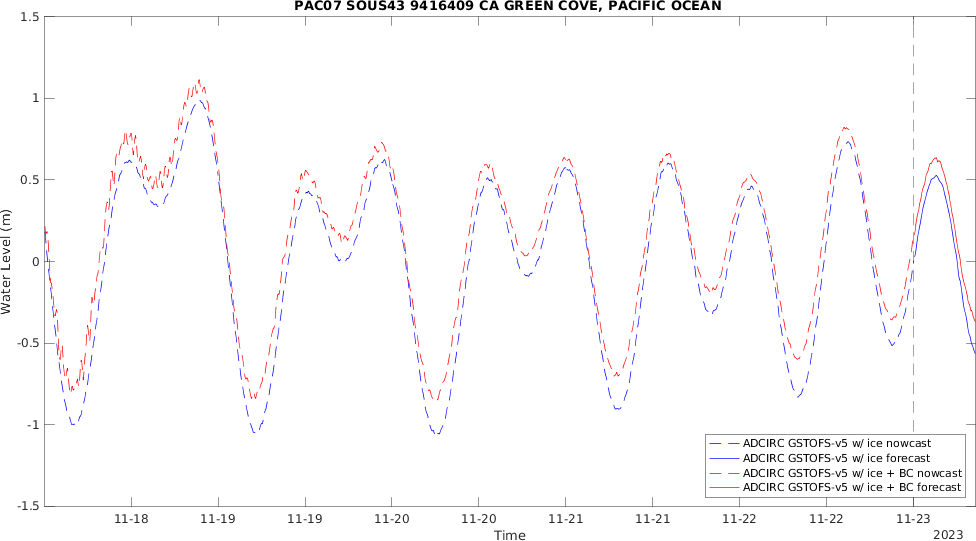 PAC07 SOUS43 9416409 CA GREEN COVE, PACIFIC OCEAN
1.5
1
0.5
0
-0.5
-1
-1.5
Water Level (m)
11-18
11-19
11-19
11-20
11-20
11-21
11-21
11-22
11-22
11-23
Time
2023
ADCIRC GSTOFS-v5 w/ ice nowcast
ADCIRC GSTOFS-v5 w/ ice forecast
ADCIRC GSTOFS-v5 w/ ice + BC nowcast
ADCIRC GSTOFS-v5 w/ ice + BC forecast